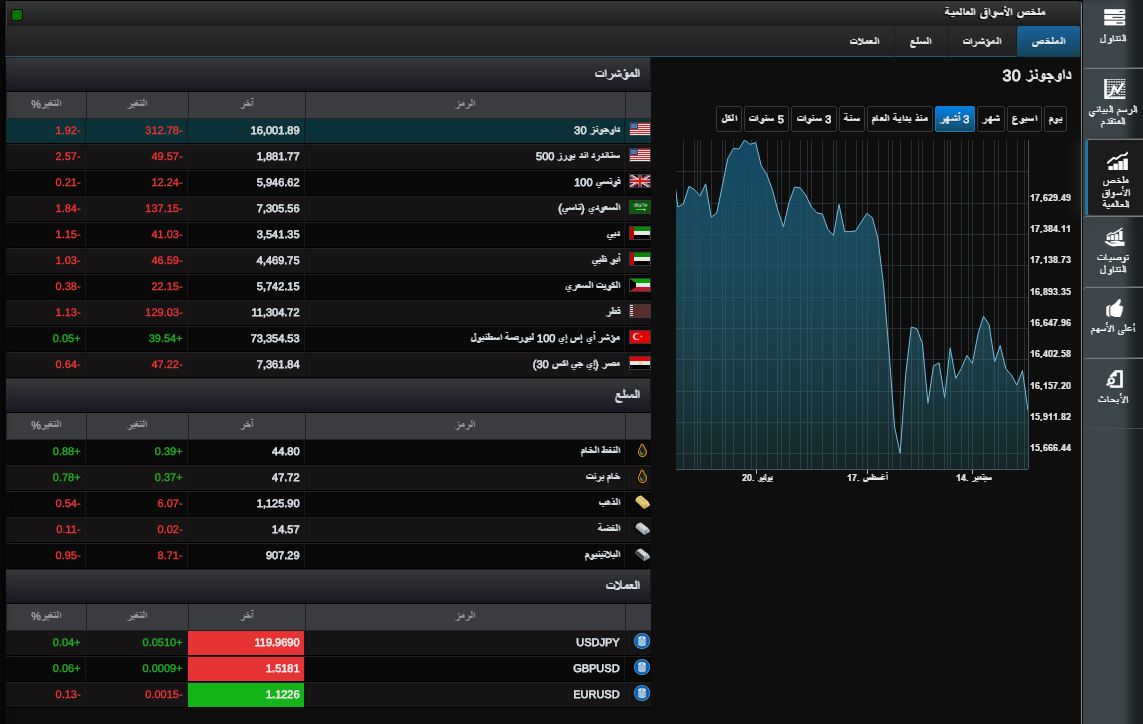 ملخص الأسواق العالمية
الملخص
المؤشرات
السلع
العملات
التداول
الرسم البياني
المتقدم
ملخص
الأسواق
العالمية
توصيات
التداول
أعلى الأسهم
الأبحاث
داوجونز 30
يوم
اسبوع
شهر
3 أشهر
منذ بداية العام
سنة
3 سنوات
5 سنوات
الكل
17,629.49
17,384.11
17,138.73
16,893.35
16,647.96
16,402.58
16,157.20
15,911.82
15,666.44
يوليو 20.
أغسطس 17.
سبتمبر 14.
المؤشرات
الرمز آخر التغير التغير%
داوجونز 30 16,001.89 312.78- 1.92-
ستاندرد اند بورز 500 1,881.77 49.57- 2.57-
فوتسي 100 5,946.62 12.24- 0.21-
السعودي (تاسي) 7,305.56 137.15- 1.84-
دبي 3,541.35 41.03- 1.15-
أبو ظبي 4,469.75 46.59- 1.03-
الكويت السعري 5,742.15 22.15- 0.38-
قطر 11,304.72 129.03- 1.13-
مؤشر أي إس إي 100 لبورصة اسطنبول 73,354.53 39.54+ 0.05+
مصر (إي جي اكس 30) 7,361.84 47.22- 0.64-
السلع
الرمز آخر التغير التغير%
النفط الخام 44.80 0.39+ 0.88+
خام برنت 47.72 0.37+ 0.78+
الذهب 1,125.90 6.07- 0.54-
الفضة 14.57 0.02- 0.11-
البلاتينيوم 907.29 8.71- 0.95-
العملات
الرمز آخر التغير التغير%
USDJPY 119.9690 0.0510+ 0.04+
GBPUSD 1.5181 0.0009+ 0.06+
EURUSD 1.1226 0.0015- 0.13-